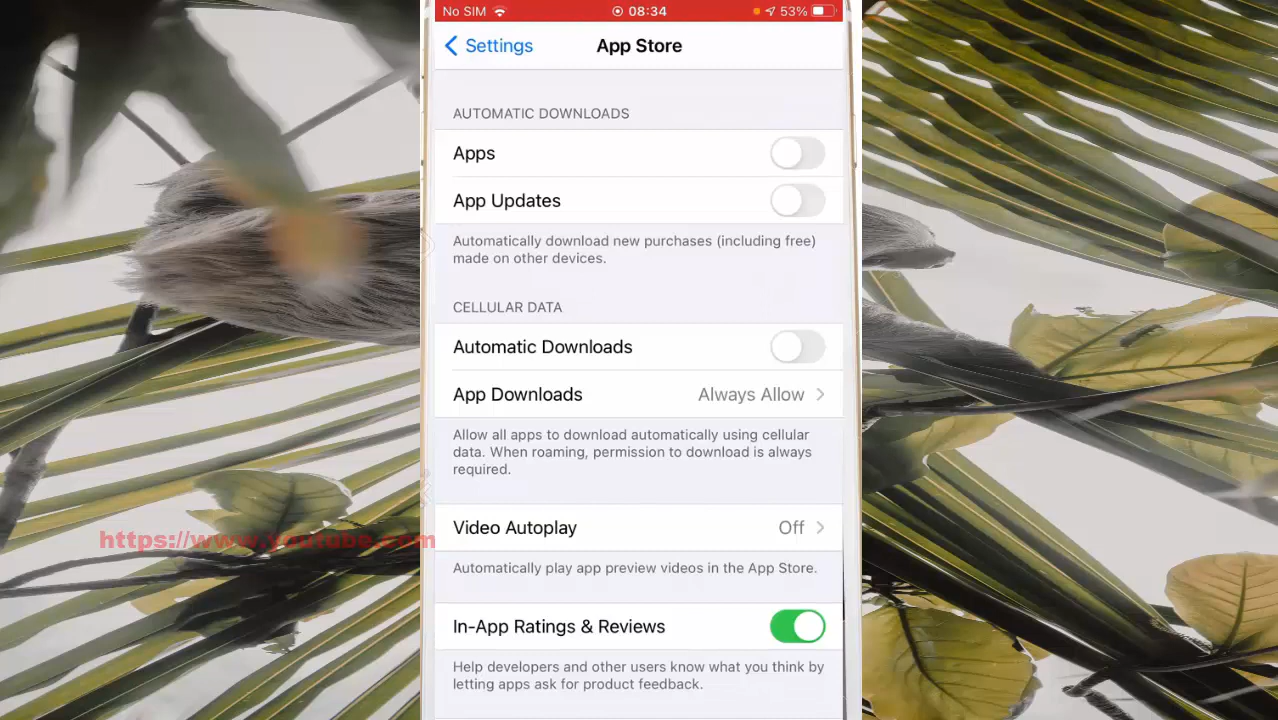 No SIM 08:34 53%
Settings App Store
AUTOMATIC DOWNLOADS
Apps
App Updates
Automatically download new purchases (including free)
made on other devices.
CELLULAR DATA
Automatic Downloads
App Downloads Always Allow
Allow all apps to download automatically using cellular
data. When roaming, permission to download is always
required.
Video Autoplay Off
https://www.youtube.com
Automatically play app preview videos in the App Store.
In-App Ratings & Reviews
Help developers and other users know what you think by
letting apps ask for product feedback.